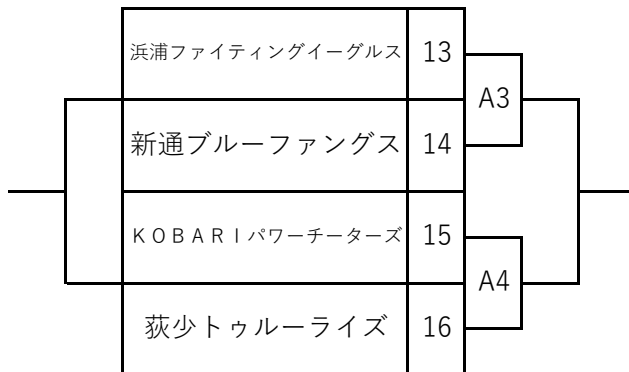 浜浦ファイティングイーグルス 13
A3
新通ブルーファングス 14
ＫＯＢＡＲＩパワーチーターズ 15
A4
荻少トゥルーライズ 16